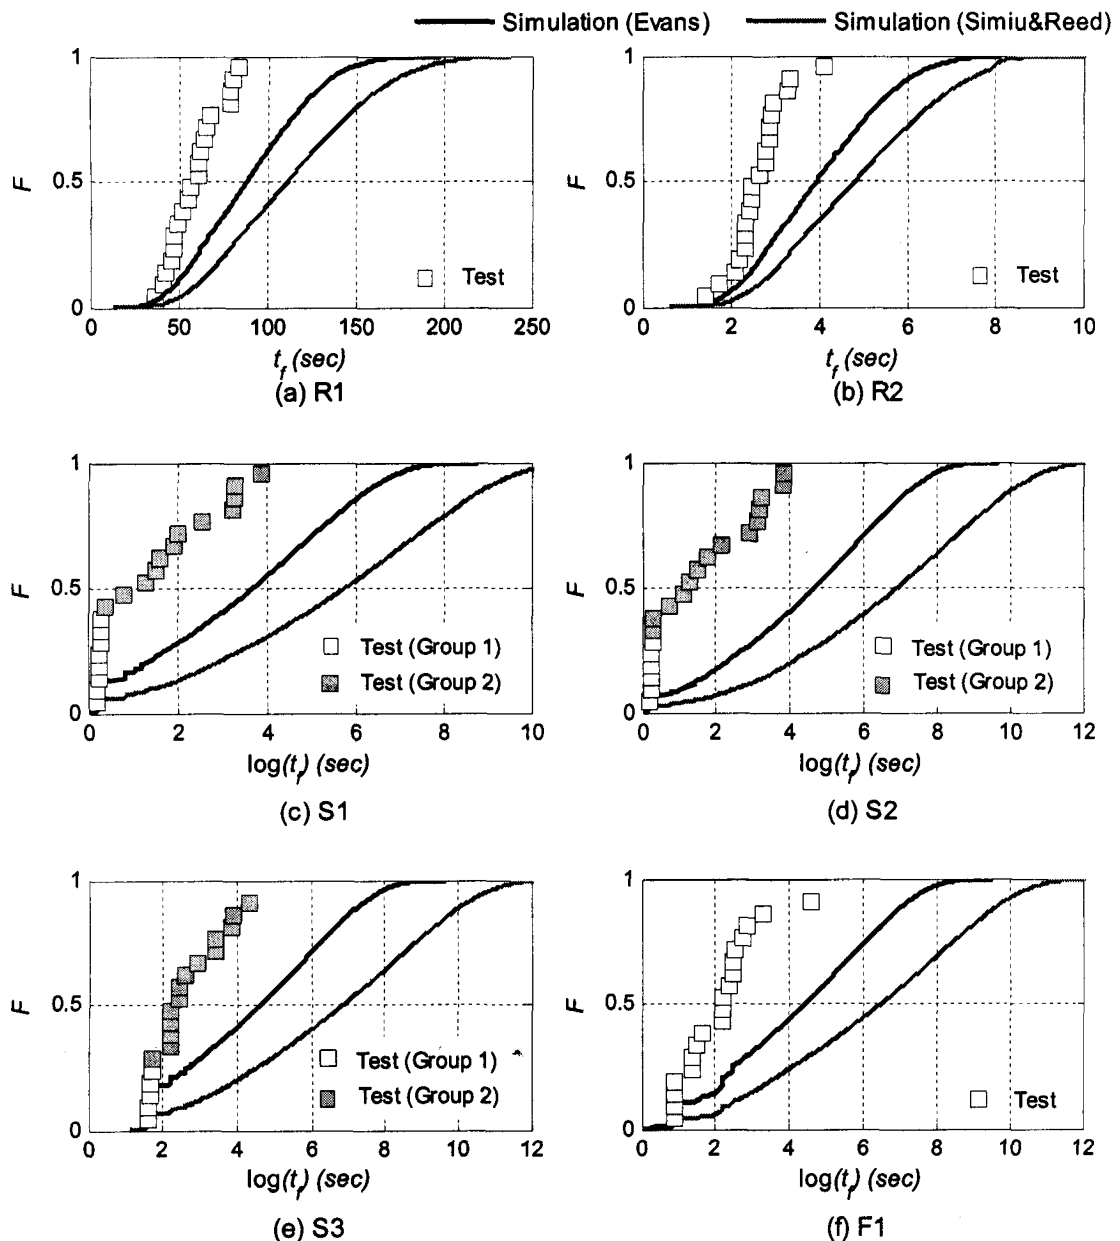 Simulation (Evans) Simulation (Simiu&Reed)
1
0.5
0
F
Test
0 50 100 150 200 250
t_f (sec)
(a) R1
1
0.5
0
F
Test
0 2 4 6 8 10
t_f (sec)
(b) R2
1
0.5
0
F
Test (Group 1)
Test (Group 2)
0 2 4 6 8 10
log(t_f) (sec)
(c) S1
1
0.5
0
F
Test (Group 1)
Test (Group 2)
0 2 4 6 8 10 12
log(t_f) (sec)
(d) S2
1
0.5
0
F
Test (Group 1)
Test (Group 2)
0 2 4 6 8 10 12
log(t_f) (sec)
(e) S3
1
0.5
0
F
Test
0 2 4 6 8 10 12
log(t_f) (sec)
(f) F1